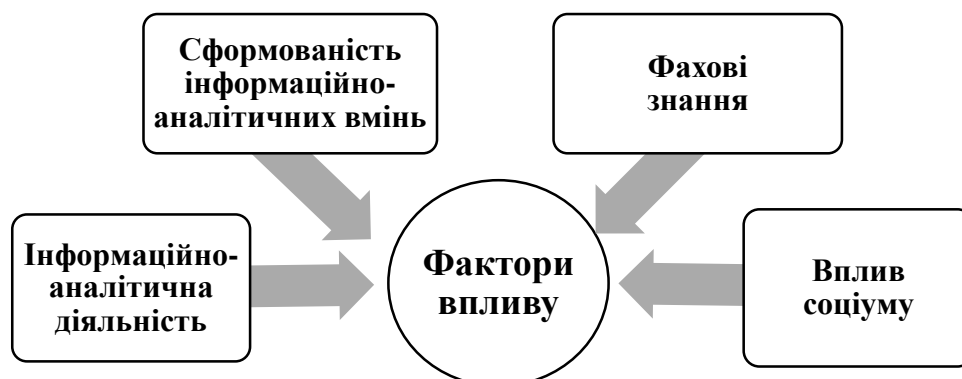 Сформованість
інформаційно-
аналітичних вмінь
Фахові
знання
Інформаційно-
аналітична
діяльність
Фактори
впливу
Вплив
соціуму